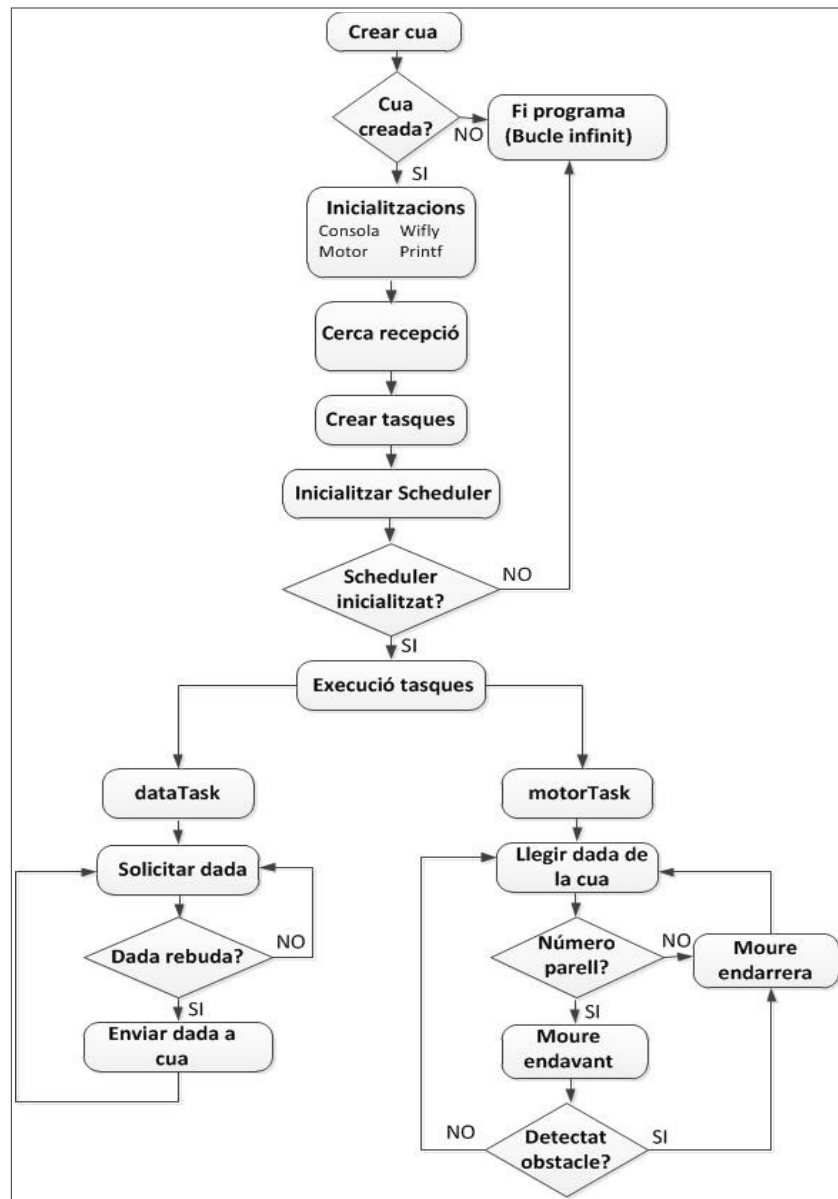 Crear cua
Cua
creada?
NO
Fi programa
(Bucle infinit)
SI
Inicialitzacions
Consola Wifly
Motor Printf
Cerca recepció
Crear tasques
Inicialitzar Scheduler
Scheduler
inicialitzat?
NO
SI
Execució tasques
dataTask
Solicitar dada
Dada rebuda?
NO
SI
Enviar dada a
cua
motorTask
Llegir dada de
la cua
Número
parell?
NO
Moure
endarrera
SI
Moure
endavant
NO
Detectat
obstacle?
SI